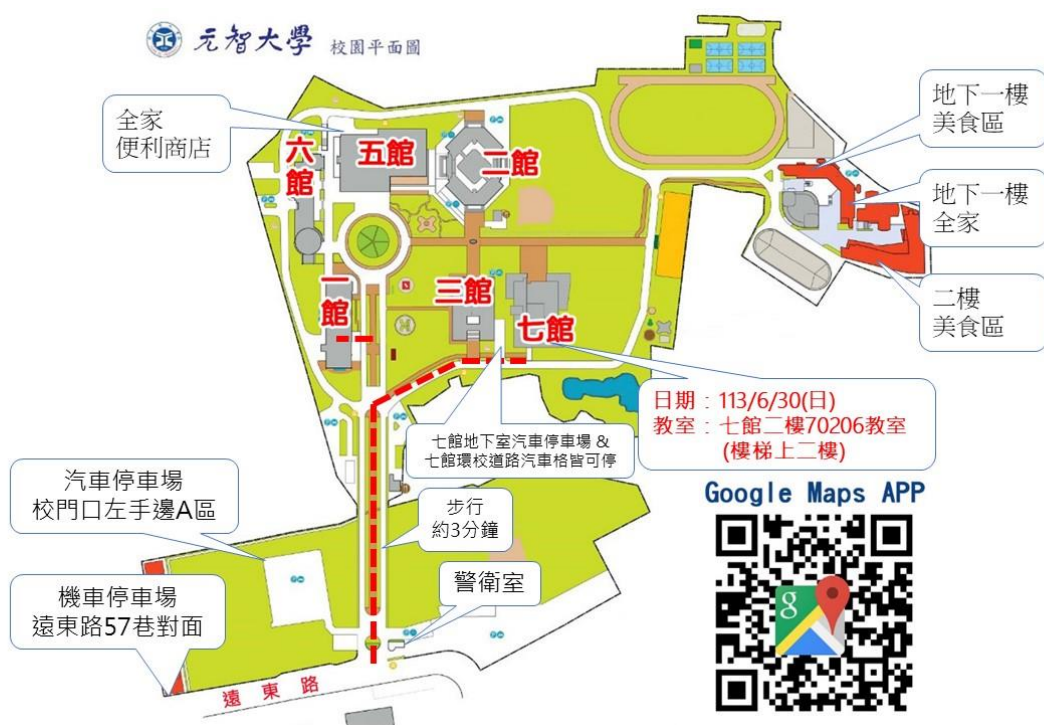 元智大學 校園平面圖
全家
便利商店
地下一樓
美食區
地下一樓
全家
二樓
美食區
六
館
五館
二館
一
館
三館
七館
日期：113/6/30(日)
教室：七館二樓70206教室
(樓梯上二樓)
七館地下室汽車停車場 &
七館環校道路汽車格皆可停
汽車停車場
校門口左手邊A區
步行
約3分鐘
機車停車場
遠東路57巷對面
警衛室
遠東路
Google Maps APP
g